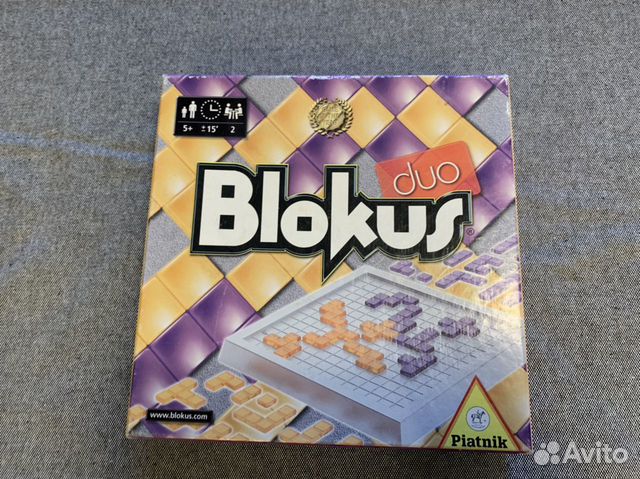 5+ ±15' 2
duo
Blokus®
www.blokus.com
Piatnik
Avito